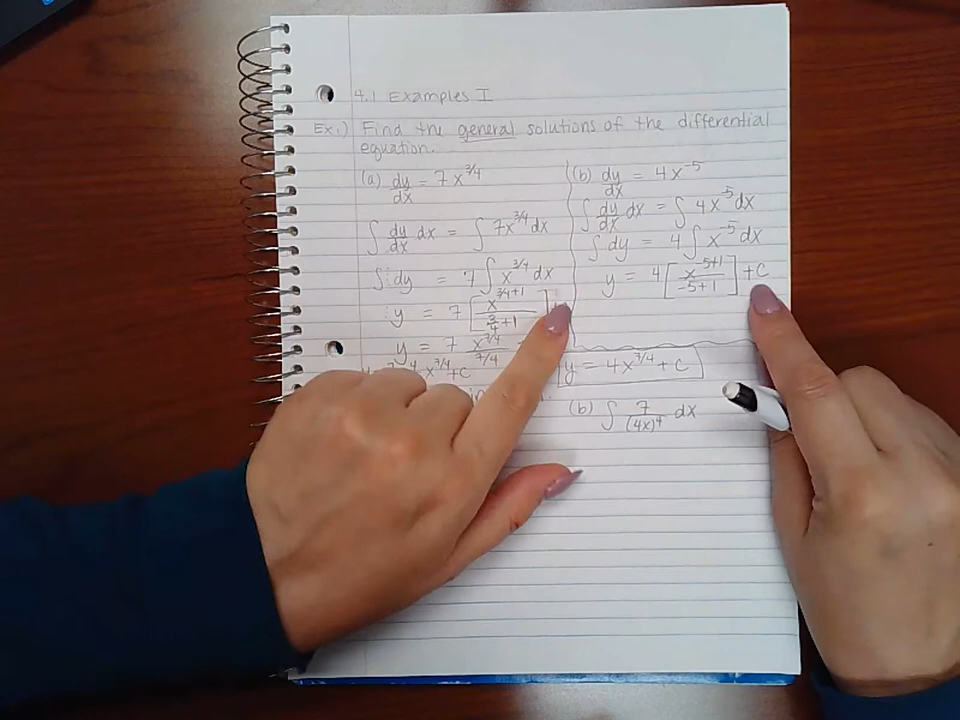 4.1 Examples I
Ex 1.) Find the general solutions of the differential
equation.
(a) dy/dx = 7x^3/4
∫ dy/dx dx = ∫ 7x^3/4 dx
∫ dy = 7 ∫ x^3/4 dx
y = 7 [x^3/4+1 / 3/4+1]
y = 7 x^7/4 / 7/4
x^3/4 + C
y = 4x^3/4 + C
(b) dy/dx = 4x^-5
∫ dy/dx dx = ∫ 4x^-5 dx
∫ dy = 4 ∫ x^-5 dx
y = 4 [x^-5+1 / -5+1] + C
(b) ∫ 7/(4x)^4 dx